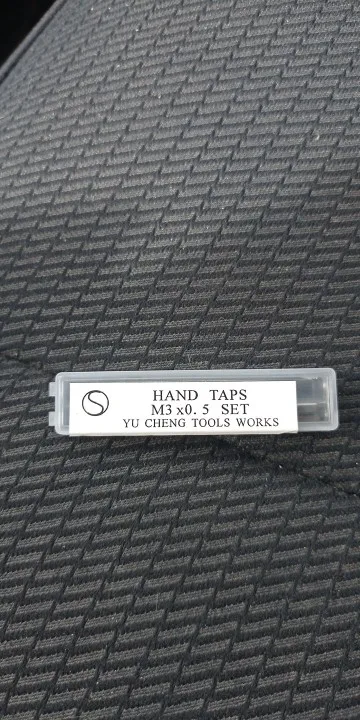 HAND TAPS
M3x0.5 SET
YU CHENG TOOLS WORKS